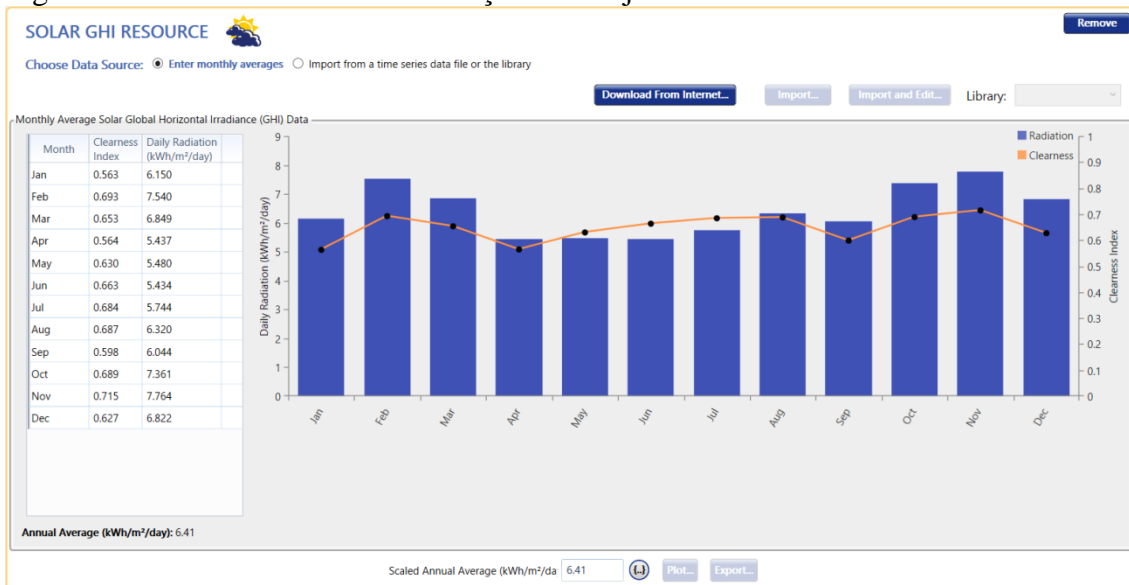 SOLAR GHI RESOURCE
Remove
Choose Data Source: Enter monthly averages Import from a time series data file or the library
Download From Internet... Import... Import and Edit... Library:
Monthly Average Solar Global Horizontal Irradiance (GHI) Data
Month Clearness Index Daily Radiation (kWh/m²/day)
Jan 0.563 6.150
Feb 0.693 7.540
Mar 0.653 6.849
Apr 0.564 5.437
May 0.630 5.480
Jun 0.663 5.434
Jul 0.684 5.744
Aug 0.687 6.320
Sep 0.598 6.044
Oct 0.689 7.361
Nov 0.715 7.764
Dec 0.627 6.822
Annual Average (kWh/m²/day): 6.41
Daily Radiation (kWh/m²/day)
9
8
7
6
5
4
3
2
1
0
Jan Feb Mar Apr May Jun Jul Aug Sep Oct Nov Dec
Radiation
Clearness
1
0.9
0.8
0.7
0.6
0.5
0.4
0.3
0.2
0.1
0
Clearness Index
Scaled Annual Average (kWh/m²/da 6.41 {..} Plot... Export...